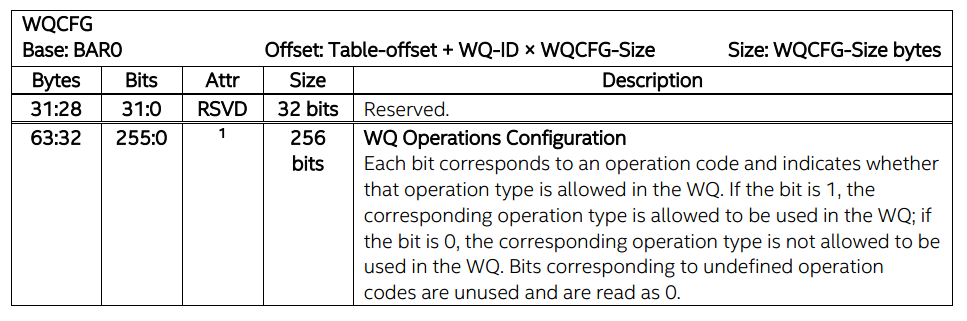 WQCFG
Base: BAR0 Offset: Table-offset + WQ-ID × WQCFG-Size Size: WQCFG-Size bytes
Bytes Bits Attr Size Description
31:28 31:0 RSVD 32 bits Reserved.
63:32 255:0 1 256 bits WQ Operations Configuration
Each bit corresponds to an operation code and indicates whether
that operation type is allowed in the WQ. If the bit is 1, the
corresponding operation type is allowed to be used in the WQ; if
the bit is 0, the corresponding operation type is not allowed to be
used in the WQ. Bits corresponding to undefined operation
codes are unused and are read as 0.